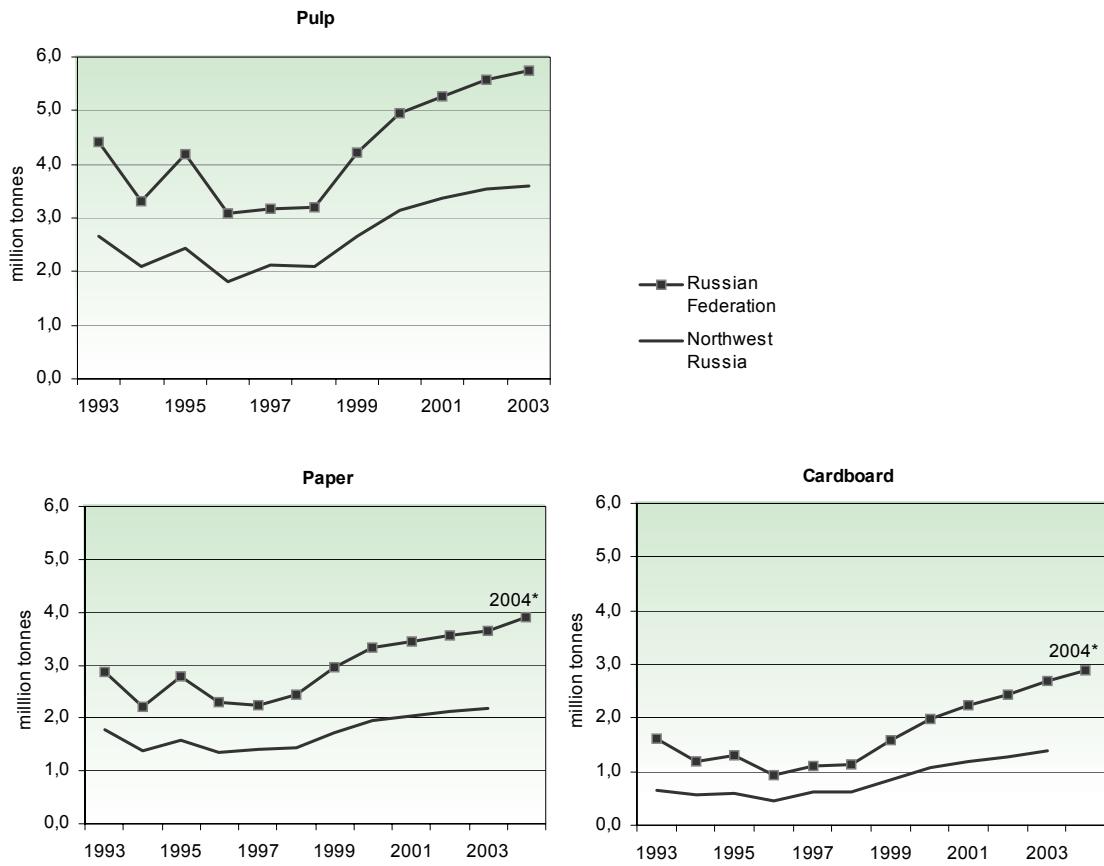 Pulp
6,0
5,0
4,0
3,0
2,0
1,0
0,0
million tonnes
1993 1995 1997 1999 2001 2003
Russian
Federation
Northwest
Russia
Paper
6,0
5,0
4,0
3,0
2,0
1,0
0,0
milllion tonnes
2004*
1993 1995 1997 1999 2001 2003
Cardboard
6,0
5,0
4,0
3,0
2,0
1,0
0,0
million tonnes
2004*
1993 1995 1997 1999 2001 2003